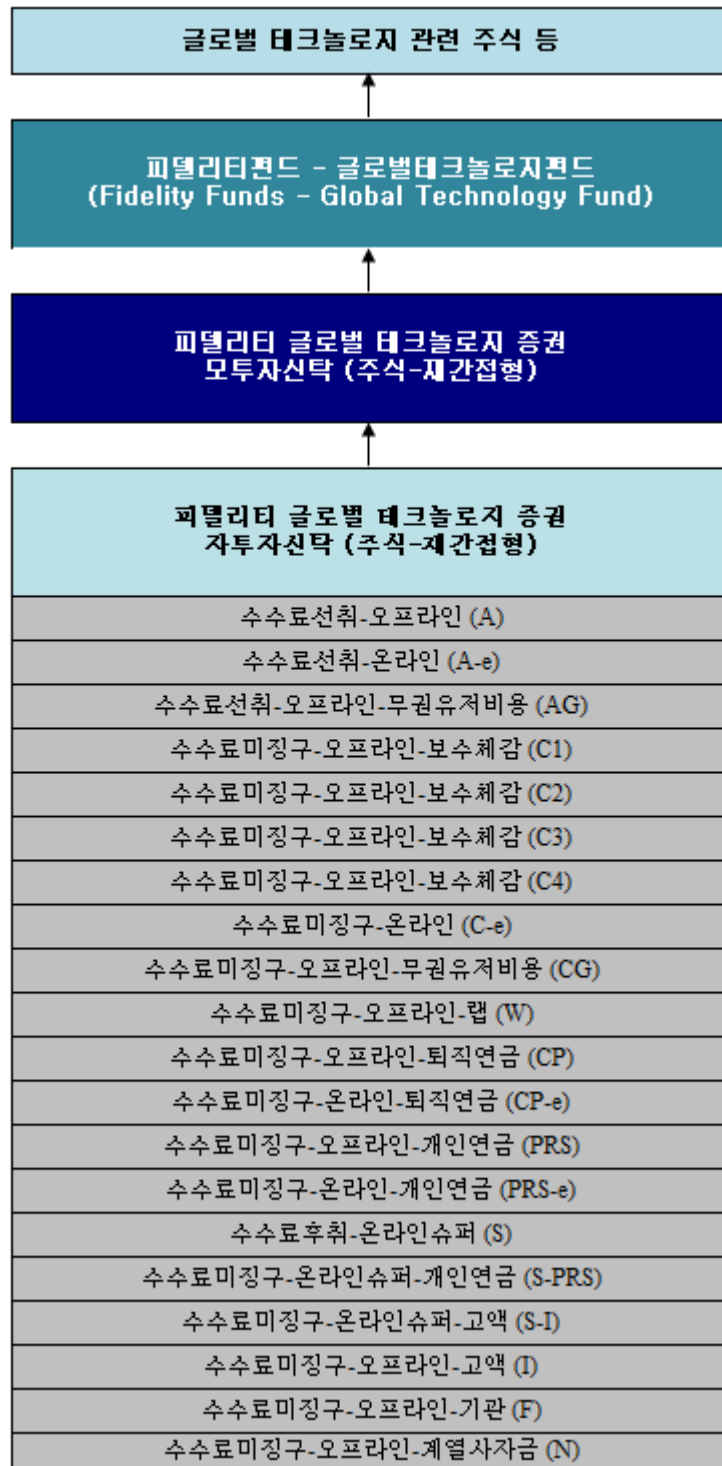 글로벌 테크놀로지 관련 주식 등
피델리티펀드 - 글로벌테크놀로지펀드
(Fidelity Funds - Global Technology Fund)
피델리티 글로벌 테크놀로지 증권
모투자신탁 (주식-재간접형)
피델리티 글로벌 테크놀로지 증권
자투자신탁 (주식-재간접형)
수수료선취-오프라인 (A)
수수료선취-온라인 (A-e)
수수료선취-오프라인-무권유저비용 (AG)
수수료미징구-오프라인-보수체감 (C1)
수수료미징구-오프라인-보수체감 (C2)
수수료미징구-오프라인-보수체감 (C3)
수수료미징구-오프라인-보수체감 (C4)
수수료미징구-온라인 (C-e)
수수료미징구-오프라인-무권유저비용 (CG)
수수료미징구-오프라인-랩 (W)
수수료미징구-오프라인-퇴직연금 (CP)
수수료미징구-온라인-퇴직연금 (CP-e)
수수료미징구-오프라인-개인연금 (PRS)
수수료미징구-온라인-개인연금 (PRS-e)
수수료후취-온라인슈퍼 (S)
수수료미징구-온라인슈퍼-개인연금 (S-PRS)
수수료미징구-온라인슈퍼-고액 (S-I)
수수료미징구-오프라인-고액 (I)
수수료미징구-오프라인-기관 (F)
수수료미징구-오프라인-계열사자금 (N)